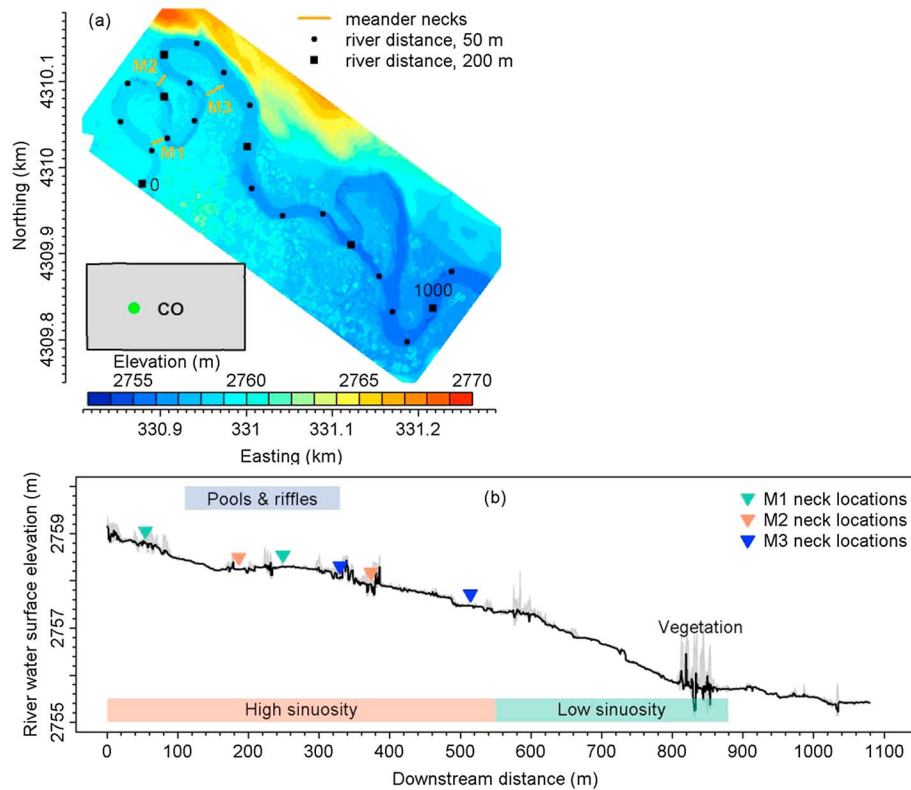 (a)
meander necks
river distance, 50 m
river distance, 200 m
M2
M3
M1
0
1000
CO
Northing (km)
4310.1
4310
4309.9
4309.8
Elevation (m)
2755 2760 2766 2770
330.9 331 331.1 331.2
Easting (km)
(b)
Pools & riffles
M1 neck locations
M2 neck locations
M3 neck locations
Vegetation
High sinuosity
Low sinuosity
River water surface elevation (m)
2759
2757
2755
0 100 200 300 400 500 600 700 800 900 1000 1100
Downstream distance (m)